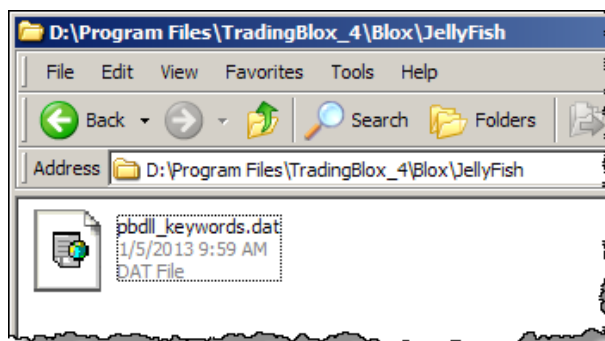 D:\Program Files\TradingBlox_4\Blox\JellyFish
File Edit View Favorites Tools Help
Back Search Folders
Address D:\Program Files\TradingBlox_4\Blox\JellyFish
pbdll_keywords.dat
1/5/2013 9:59 AM
DAT File